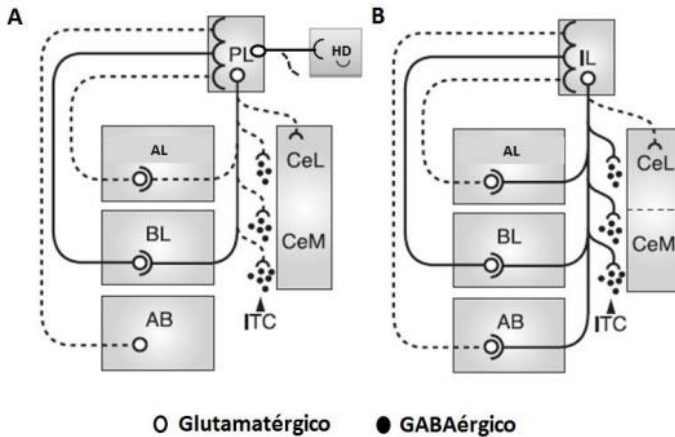 A
PL
HD
AL
CeL
BL
CeM
AB
ITC
B
IL
AL
CeL
BL
CeM
AB
ITC
Glutamatérgico
GABAérgico